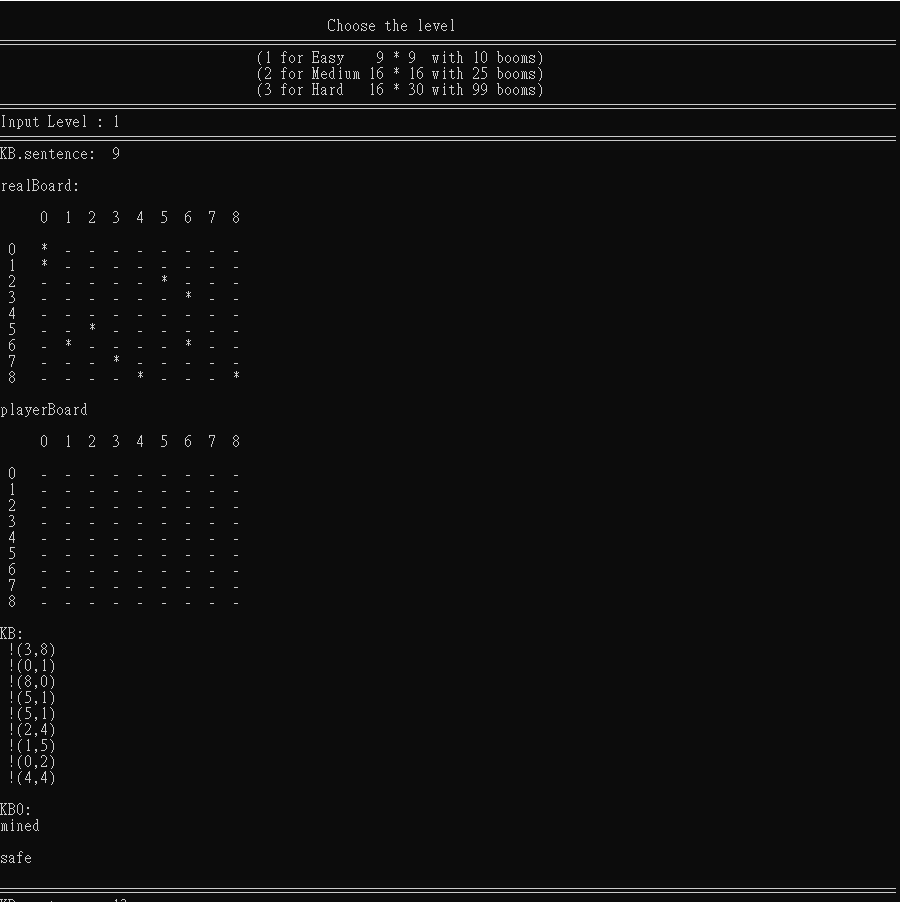 Choose the level
(1 for Easy    9 * 9  with 10 booms)
(2 for Medium 16 * 16 with 25 booms)
(3 for Hard   16 * 30 with 99 booms)
Input Level : 1
KB.sentence:  9
realBoard:
0  1  2  3  4  5  6  7  8
0   *  -  -  -  -  -  -  -  -
1   *  -  -  -  -  -  -  -  -
2   -  -  -  -  -  *  -  -  -
3   -  -  -  -  -  -  *  -  -
4   -  -  -  -  -  -  -  -  -
5   -  -  *  -  -  -  -  -  -
6   -  *  -  -  -  -  *  -  -
7   -  -  -  *  -  -  -  -  -
8   -  -  -  -  *  -  -  -  *
playerBoard
0  1  2  3  4  5  6  7  8
0   -  -  -  -  -  -  -  -  -
1   -  -  -  -  -  -  -  -  -
2   -  -  -  -  -  -  -  -  -
3   -  -  -  -  -  -  -  -  -
4   -  -  -  -  -  -  -  -  -
5   -  -  -  -  -  -  -  -  -
6   -  -  -  -  -  -  -  -  -
7   -  -  -  -  -  -  -  -  -
8   -  -  -  -  -  -  -  -  -
KB:
!(3,8)
!(0,1)
!(8,0)
!(5,1)
!(5,1)
!(2,4)
!(1,5)
!(0,2)
!(4,4)
KB0:
mined
safe